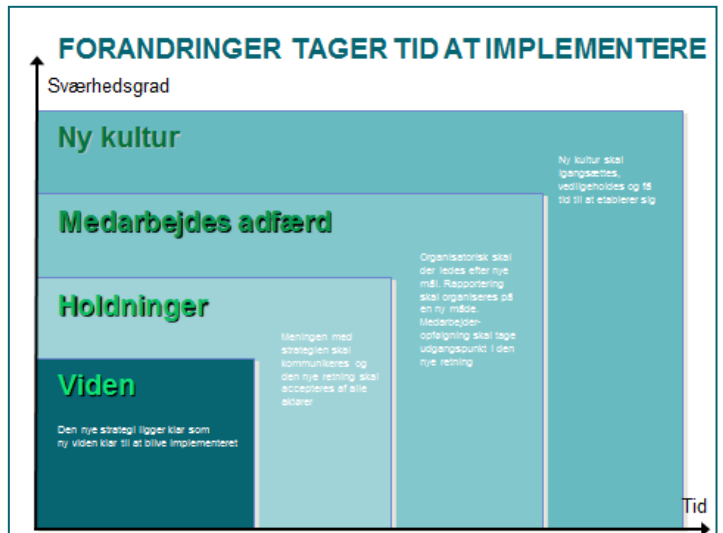 FORANDRINGER TAGER TID AT IMPLEMENTERE
Sværhedsgrad
Ny kultur
Ny kultur skal
igangsættes,
vedligeholdes og få
tid til at etablerer sig
Medarbejdes adfærd
Organisatorisk skal
der ledes efter nye
mål. Rapportering
skal organiseres på
en ny måde.
Medarbejder-
opfølgning skal tage
udgangspunkt i den
nye retning
Holdninger
Meningen med
strategien skal
kommunikeres og
den nye retning skal
accepteres af alle
aktører
Viden
Den nye strategi ligger klar som
ny viden klar til at blive implementeret
Tid